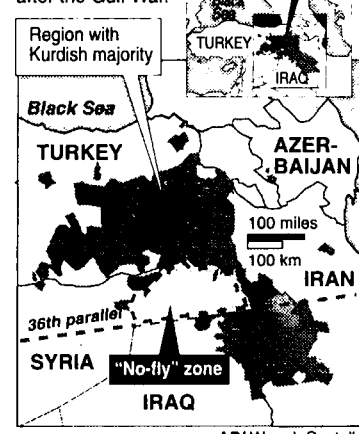 after the Gulf War.
Region with
Kurdish majority
TURKEY
IRAQ
Black Sea
TURKEY
AZER-
BAIJAN
100 miles
100 km
IRAN
36th parallel
SYRIA
"No-fly" zone
IRAQ